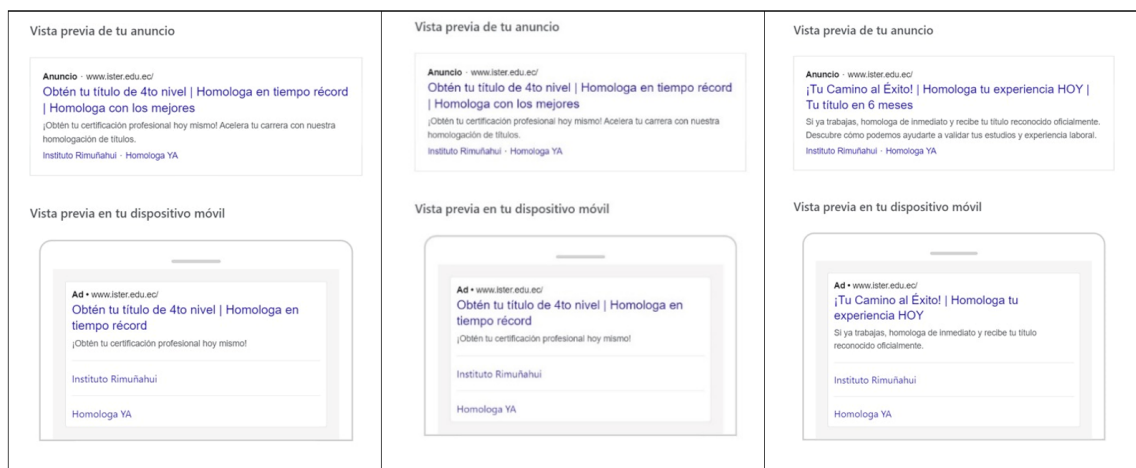 Vista previa de tu anuncio
Anuncio · www.ister.edu.ec/
Obtén tu título de 4to nivel | Homologa en tiempo récord
| Homologa con los mejores
¡Obtén tu certificación profesional hoy mismo! Acelera tu carrera con nuestra
homologación de títulos.
Instituto Rimuñahui · Homologa YA
Vista previa en tu dispositivo móvil
Ad • www.ister.edu.ec/
Obtén tu título de 4to nivel | Homologa en
tiempo récord
¡Obtén tu certificación profesional hoy mismo!
Instituto Rimuñahui
Homologa YA
Vista previa de tu anuncio
Anuncio · www.ister.edu.ec/
Obtén tu título de 4to nivel | Homologa en tiempo récord
| Homologa con los mejores
¡Obtén tu certificación profesional hoy mismo! Acelera tu carrera con nuestra
homologación de títulos.
Instituto Rimuñahui · Homologa YA
Vista previa en tu dispositivo móvil
Ad • www.ister.edu.ec/
Obtén tu título de 4to nivel | Homologa en
tiempo récord
¡Obtén tu certificación profesional hoy mismo!
Instituto Rimuñahui
Homologa YA
Vista previa de tu anuncio
Anuncio · www.ister.edu.ec/
¡Tu Camino al Éxito! | Homologa tu experiencia HOY |
Tu título en 6 meses
Si ya trabajas, homologa de inmediato y recibe tu título reconocido oficialmente.
Descubre cómo podemos ayudarte a validar tus estudios y experiencia laboral.
Instituto Rimuñahui · Homologa YA
Vista previa en tu dispositivo móvil
Ad • www.ister.edu.ec/
¡Tu Camino al Éxito! | Homologa tu
experiencia HOY
Si ya trabajas, homologa de inmediato y recibe tu título
reconocido oficialmente.
Instituto Rimuñahui
Homologa YA